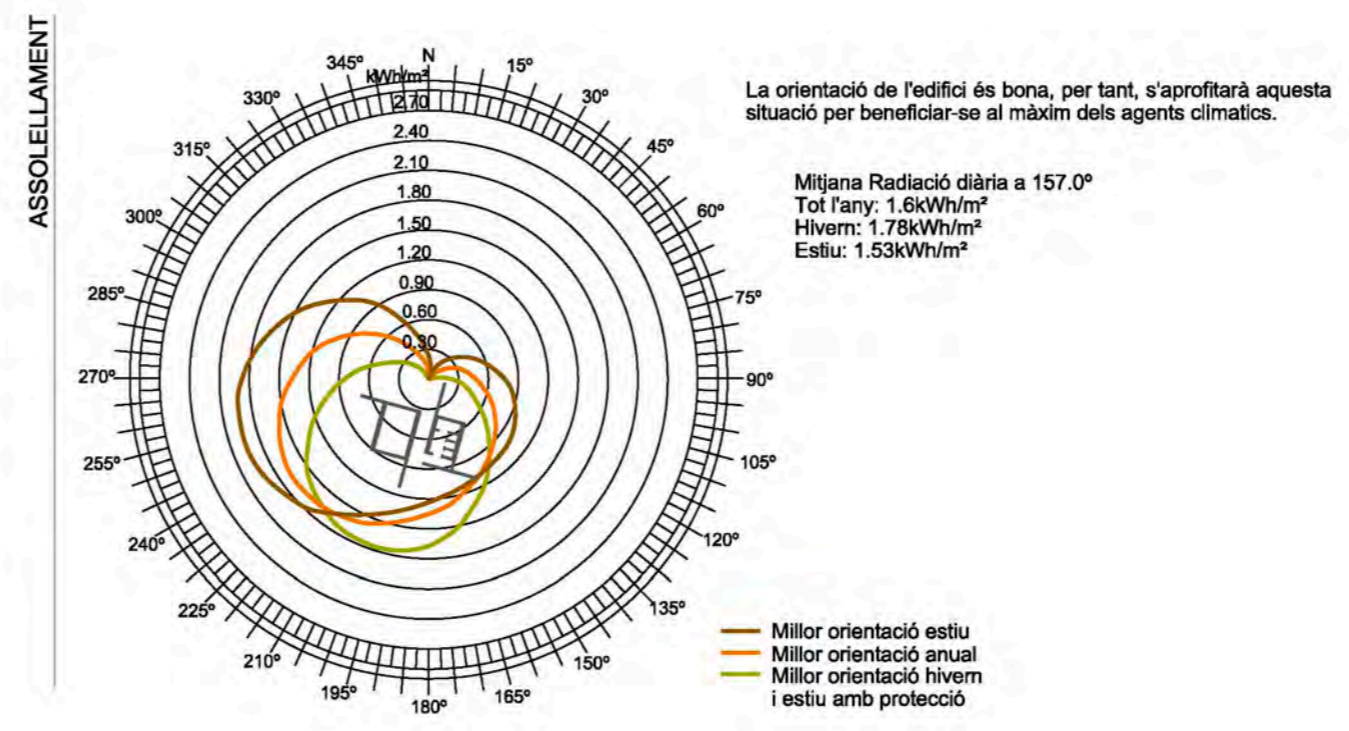 ASSOLELLAMENT
N
kWh/m²
2.70
2.40
2.10
1.80
1.50
1.20
0.90
0.60
0.30
15º
30º
45º
60º
75º
90º
105º
120º
135º
150º
165º
180º
195º
210º
225º
240º
255º
270º
285º
300º
315º
330º
345º
La orientació de l'edifici és bona, per tant, s'aprofitarà aquesta
situació per beneficiar-se al màxim dels agents climatics.
Mitjana Radiació diària a 157.0º
Tot l'any: 1.6kWh/m²
Hivern: 1.78kWh/m²
Estiu: 1.53kWh/m²
Millor orientació estiu
Millor orientació anual
Millor orientació hivern
i estiu amb protecció